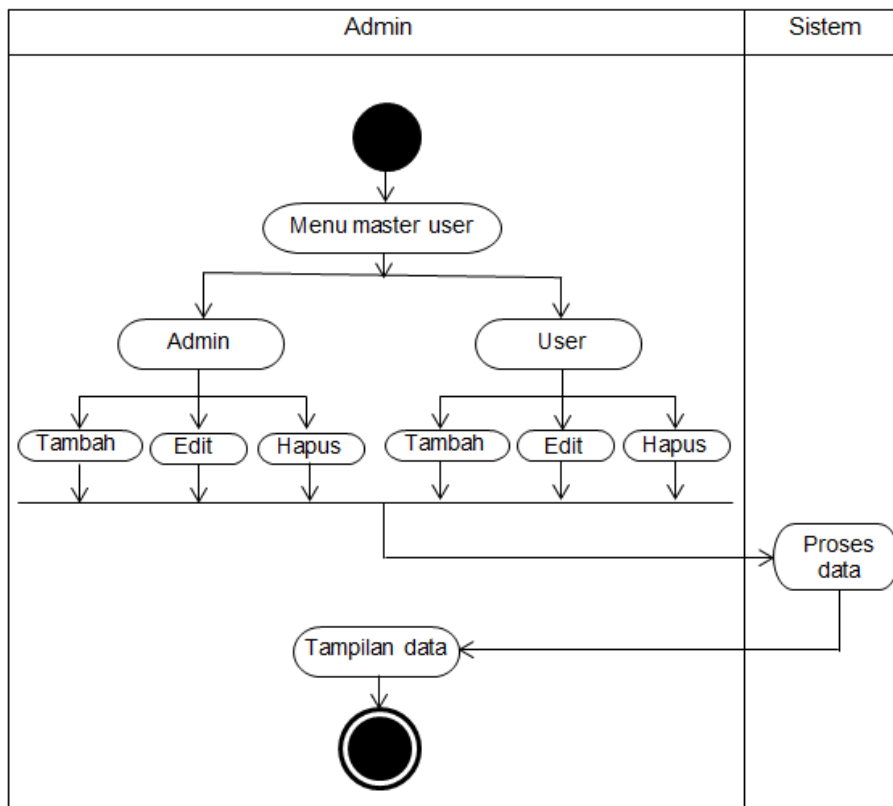 Admin
Sistem
Menu master user
Admin
User
Tambah
Edit
Hapus
Tambah
Edit
Hapus
Proses
data
Tampilan data